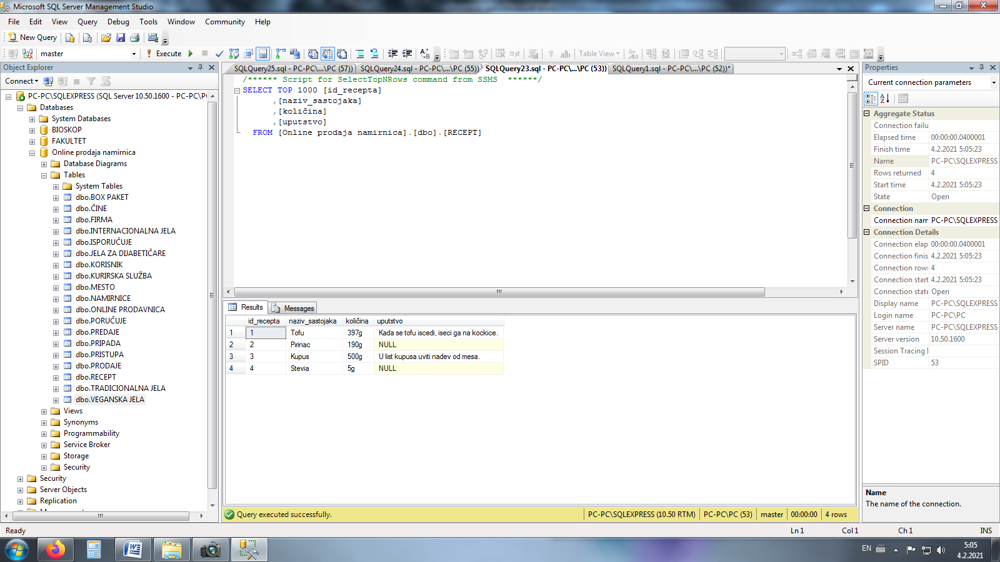 Microsoft SQL Server Management Studio
File Edit View Query Debug Tools Window Community Help
New Query
master Execute Table View
Object Explorer
Connect
PC-PC\SQLEXPRESS (SQL Server 10.50.1600 - PC-PC\P
Databases
System Databases
BIOSKOP
FAKULTET
Online prodaja namirnica
Database Diagrams
Tables
System Tables
dbo.BOX PAKET
dbo.ČINE
dbo.FIRMA
dbo.INTERNACIONALNA JELA
dbo.ISPORUČUJE
dbo.JELA ZA DIJABETIČARE
dbo.KORISNIK
dbo.KURIRSKA SLUŽBA
dbo.MESTO
dbo.NAMIRNICE
dbo.ONLINE PRODAVNICA
dbo.PORUČUJE
dbo.PREDAJE
dbo.PRIPADA
dbo.PRISTUPA
dbo.PRODAJE
dbo.RECEPT
dbo.TRADICIONALNA JELA
dbo.VEGANSKA JELA
Views
Synonyms
Programmability
Service Broker
Storage
Security
Security
Server Objects
Replication
SQLQuery25.sql - PC-PC\...\PC (57)) SQLQuery24.sql - PC-PC\...\PC (55)) SQLQuery23.sql - PC-PC\...\PC (53)) SQLQuery1.sql - PC-PC\...\PC (52))*
/****** Script for SelectTopNRows command from SSMS ******/
SELECT TOP 1000 [id_recepta]
,[naziv_sastojaka]
,[količina]
,[uputstvo]
FROM [Online prodaja namirnica].[dbo].[RECEPT]
Results Messages
id_recepta naziv_sastojaka količina uputstvo
1 1 Tofu 397g Kada se tofu iscedi, iseci ga na kockice.
2 2 Pirinac 190g NULL
3 3 Kupus 500g U list kupusa uviti nadev od mesa.
4 4 Stevia 5g NULL
Query executed successfully. PC-PC\SQLEXPRESS (10.50 RTM) PC-PC\PC (53) master 00:00:00 4 rows
Properties
Current connection parameters
Aggregate Status
Connection failu
Elapsed time 00:00:00.0400001
Finish time 4.2.2021 5:05:23
Name PC-PC\SQLEXPRESS
Rows returned 4
Start time 4.2.2021 5:05:23
State Open
Connection
Connection nam PC-PC\SQLEXPRESS
Connection Details
Connection elap 00:00:00.0400001
Connection finis 4.2.2021 5:05:23
Connection rows 4
Connection start 4.2.2021 5:05:23
Connection state Open
Display name PC-PC\SQLEXPRESS
Login name PC-PC\PC
Server name PC-PC\SQLEXPRESS
Server version 10.50.1600
Session Tracing I
SPID 53
Name
The name of the connection.
Ready Ln 1 Col 1 Ch 1 INS
EN 5:05
4.2.2021